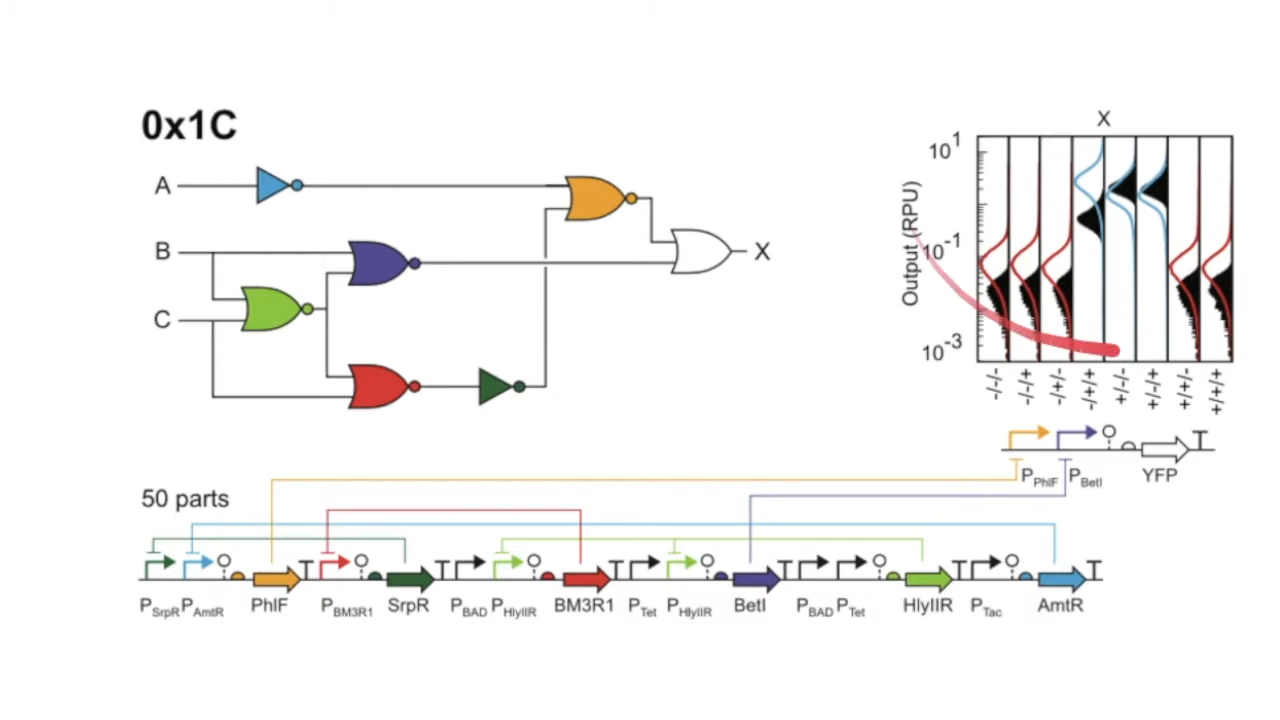 0x1C
A
B
C
X
X
10^1
10^-1
10^-3
Output (RPU)
-/-/- -/-/+ -/+/- -/+/+ +/-/- +/-/+ +/+/- +/+/+
P_PhlF P_BetI YFP
50 parts
P_SrpR P_AmtR PhlF P_BM3R1 SrpR P_BAD P_HlyIIR BM3R1 P_Tet P_HlyIIR BetI P_BAD P_Tet HlyIIR P_Tac AmtR